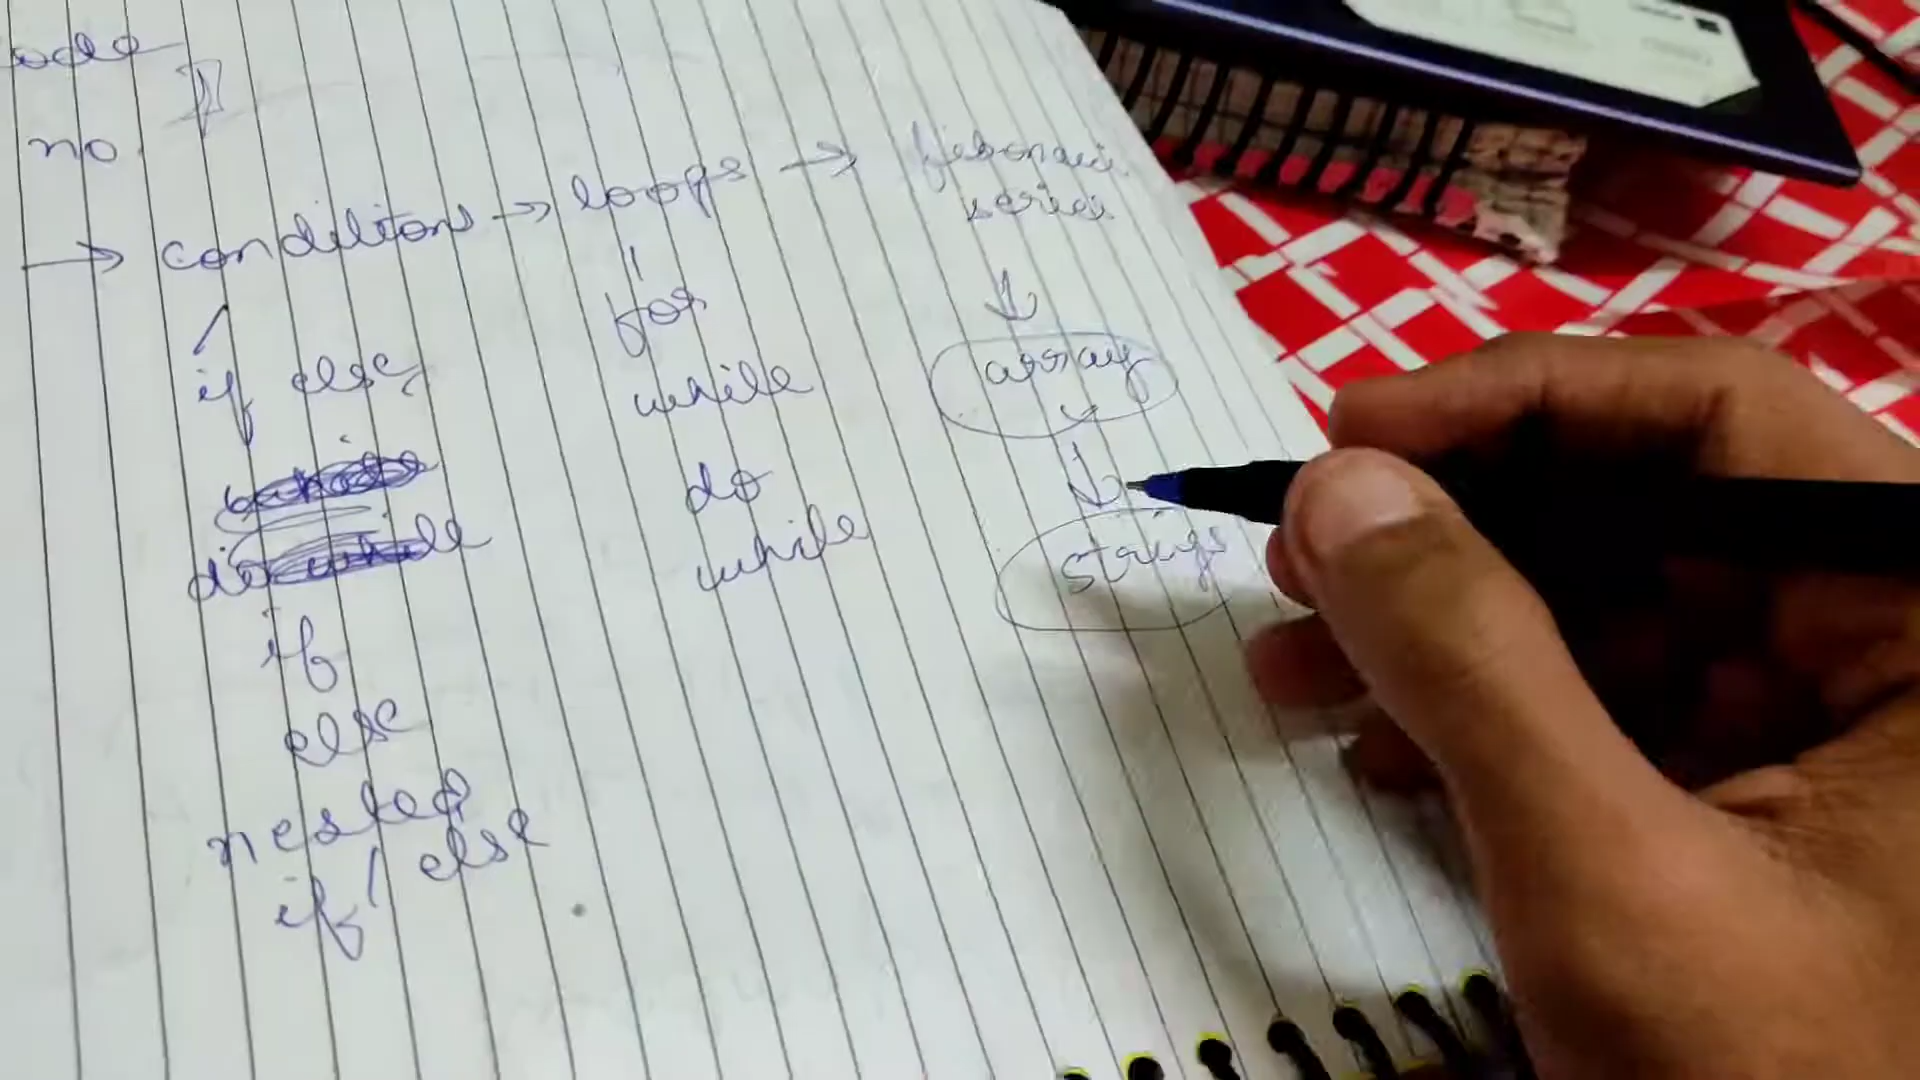 no.
→ conditions → loops → fibonacci
series
if else
if
else
nested
if / else
for
while
do
while
array
strings